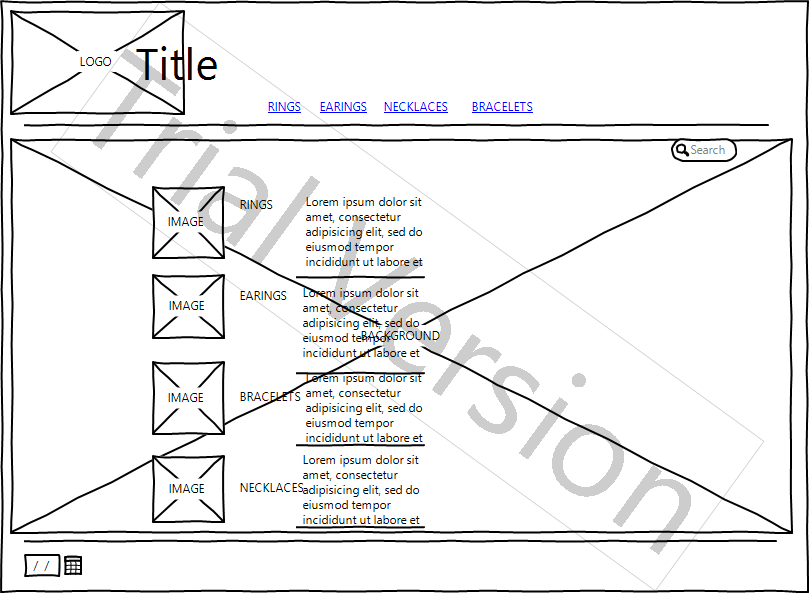 LOGO
Title
RINGS EARINGS NECKLACES BRACELETS
Search
IMAGE
RINGS
Lorem ipsum dolor sit
amet, consectetur
adipisicing elit, sed do
eiusmod tempor
incididunt ut labore et
IMAGE
EARINGS
Lorem ipsum dolor sit
amet, consectetur
adipisicing elit, sed do
eiusmod tempor
incididunt ut labore et
BACKGROUND
IMAGE
BRACELETS
Lorem ipsum dolor sit
amet, consectetur
adipisicing elit, sed do
eiusmod tempor
incididunt ut labore et
IMAGE
NECKLACES
Lorem ipsum dolor sit
amet, consectetur
adipisicing elit, sed do
eiusmod tempor
incididunt ut labore et
/ /
Trial Version